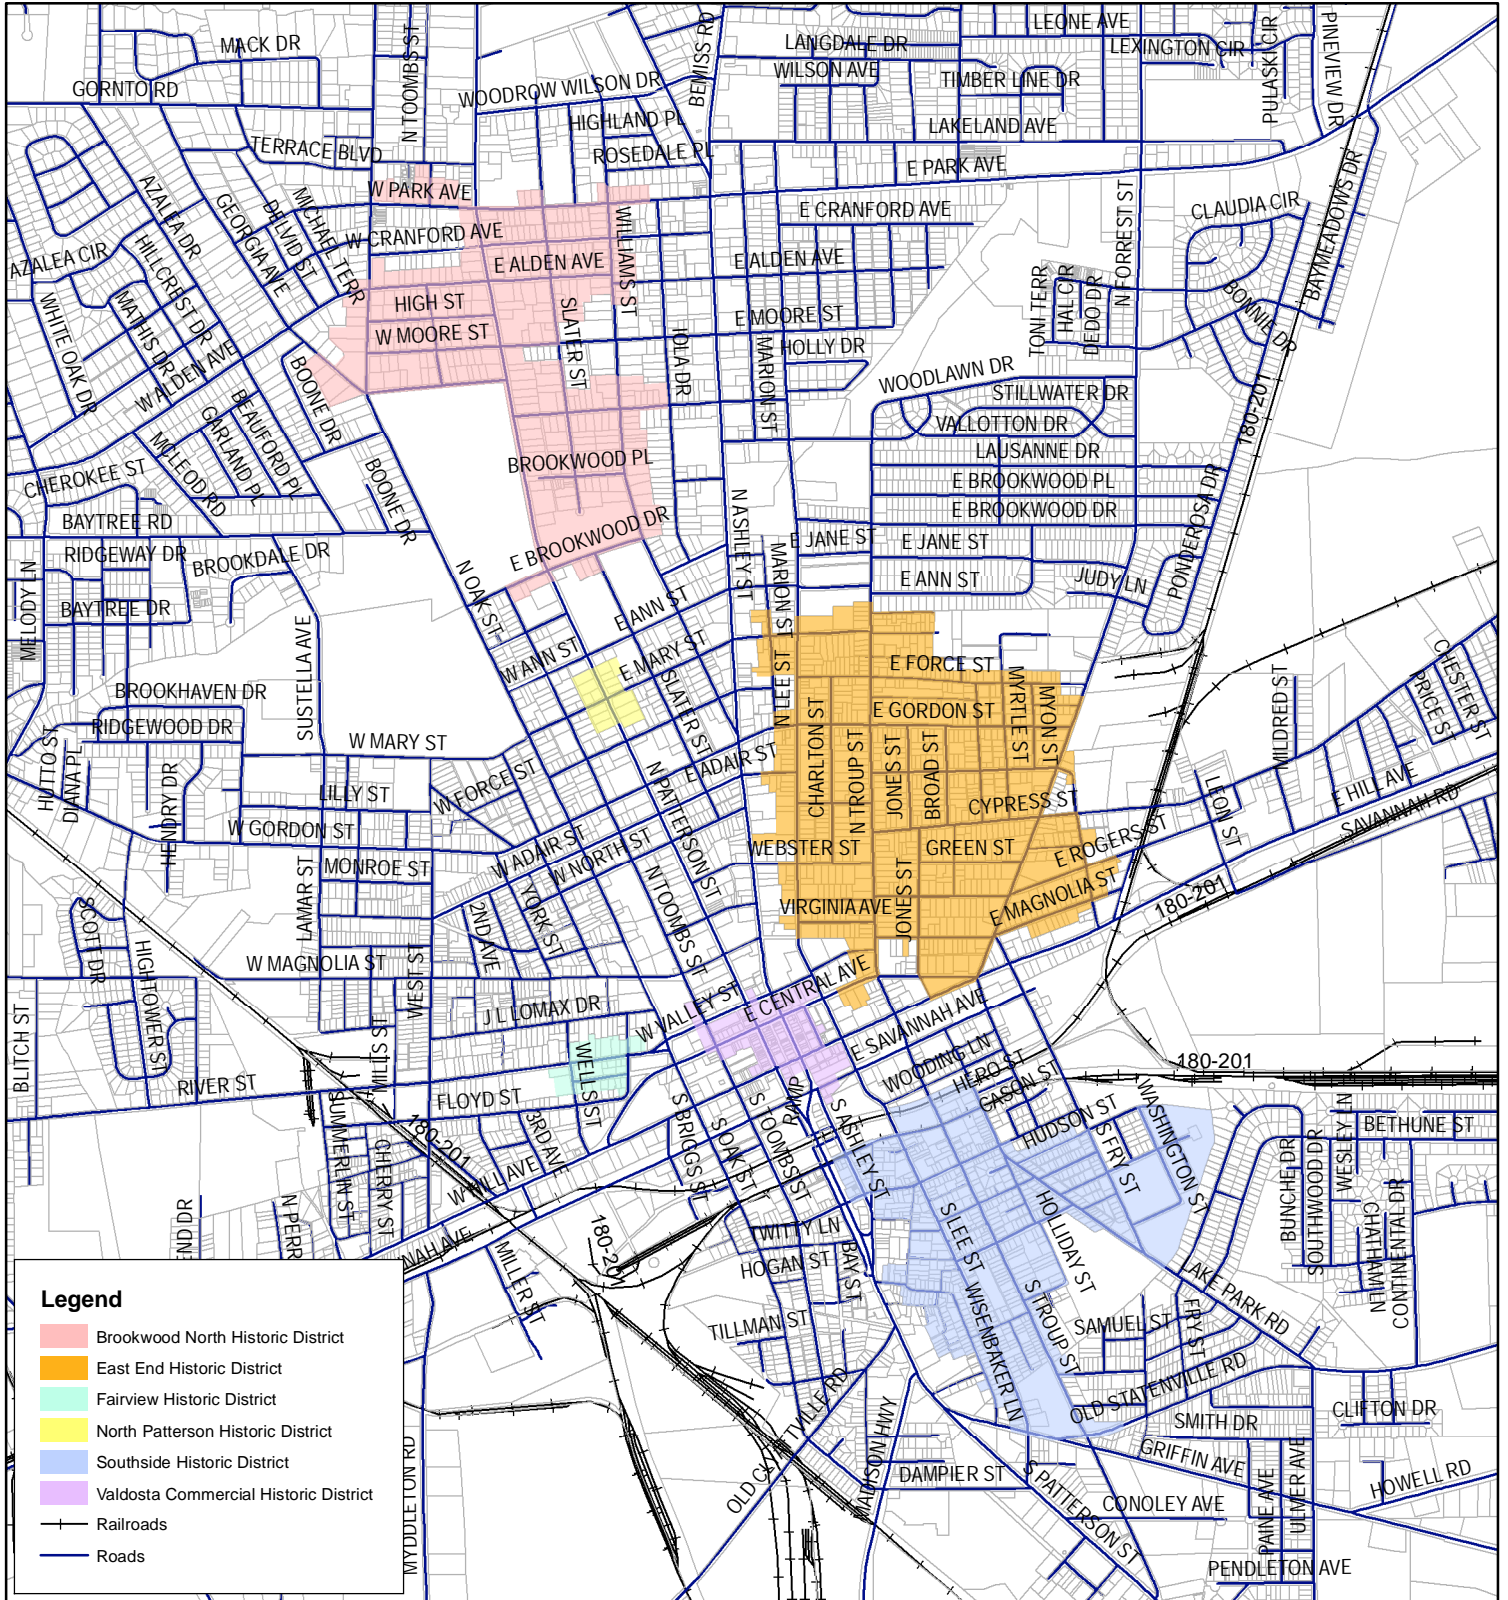 LEONE AVE
MACK DR
LANGDALE DR
LEXINGTON CIR
N TOOMBS ST
BEMISS RD
PULASKI CIR
PINEVIEW DR
WILSON AVE
TIMBER LINE DR
GORNTO RD
WOODROW WILSON DR
HIGHLAND PL
LAKELAND AVE
TERRACE BLVD
ROSEDALE PL
E PARK AVE
W PARK AVE
AZALEA DR
GEORGIA AVE
DELVID ST
MICHAEL TERR
WILLIAMS ST
E CRANFORD AVE
N FORREST ST
CLAUDIA CIR
BAYMEADOWS DR
W CRANFORD AVE
AZALEA CIR
HILLCREST DR
E ALDEN AVE
E ALDEN AVE
HIGH ST
WHITE OAK DR
MATHIS DR
SLATER ST
TONI TERR
HAL CIR
DEDO DR
BONNIE DR
E MOORE ST
W MOORE ST
IOLA DR
MARION ST
HOLLY DR
W ALDEN AVE
BOONE DR
WOODLAWN DR
STILLWATER DR
BEAUFORD PL
GARLAND PL
MCLEOD RD
VALLOTTON DR
180-201
LAUSANNE DR
BROOKWOOD PL
CHEROKEE ST
BOONE DR
E BROOKWOOD PL
PONDEROSA DR
BAYTREE RD
E BROOKWOOD DR
N ASHLEY ST
E BROOKWOOD DR
E JANE ST
E JANE ST
RIDGEWAY DR
BROOKDALE DR
MELODY LN
N OAK ST
MARION ST
E ANN ST
JUDY LN
BAYTREE DR
E ANN ST
SUSTELLA AVE
W ANN ST
E MARY ST
E FORCE ST
BROOKHAVEN DR
SLATER ST
N LEE ST
CHARLTON ST
MYRTLE ST
MYON ST
MILDRED ST
CHESTER ST
PRICE ST
E GORDON ST
RIDGEWOOD DR
W MARY ST
HUTTO ST
DIANA PL
HENDRY DR
N TROUP ST
JONES ST
BROAD ST
E ADAIR ST
N PATTERSON ST
W FORCE ST
LILLY ST
CYPRESS ST
LEON ST
E HILL AVE
SAVANNAH RD
W GORDON ST
W ADAIR ST
W NORTH ST
WEBSTER ST
GREEN ST
E ROGERS ST
MONROE ST
LAMAR ST
N TOOMBS ST
E MAGNOLIA ST
180-201
VIRGINIA AVE
JONES ST
SCOTT DR
2ND AVE
YORK ST
HIGHTOWER ST
W MAGNOLIA ST
WEST ST
E CENTRAL AVE
J L LOMAX DR
W VALLEY ST
E SAVANNAH AVE
BLITCH ST
MILLS ST
WELLS ST
WOODING LN
HERO ST
CASON ST
180-201
RIVER ST
FLOYD ST
RAMP
S ASHLEY ST
HUDSON ST
WASHINGTON ST
WESLEY LN
BETHUNE ST
SUMMERLIN ST
CHERRY ST
180-201
3RD AVE
S BRIGGS ST
S OAK ST
S TOOMBS ST
S FRY ST
BUNCHE DR
SOUTHWOOD DR
W HILL AVE
CHATHAM LN
CONTINENTAL DR
END DR
N PERR
NAH AVE
180-201
WITTY LN
HOGAN ST
BAY ST
S LEE ST
HOLLIDAY ST
MILLER ST
LAKE PARK RD
TILLMAN ST
WISENBAKER LN
S TROUP ST
SAMUEL ST
FRY ST
OLD STATENVILLE RD
SMITH DR
CLIFTON DR
MADISON HWY
DAMPIER ST
GRIFFIN AVE
HOWELL RD
MYDDLETON RD
S PATTERSON ST
CONOLEY AVE
PAINE AVE
ULMER AVE
PENDLETON AVE
Legend
Brookwood North Historic District
East End Historic District
Fairview Historic District
North Patterson Historic District
Southside Historic District
Valdosta Commercial Historic District
Railroads
Roads